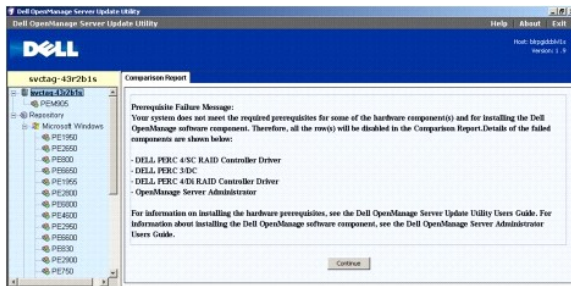 Dell OpenManage Server Update Utility
Dell OpenManage Server Update Utility
Help About Exit
DELL
Version: 1.9
svctag-43r2b1s
Comparison Report
svctag-43r2b1s
PEM905
Repository
Microsoft Windows
PE1950
PE2650
PE800
PE6650
PE1955
PE2800
PE6800
PE4600
PE2950
PE6600
PE830
PE2900
PE750
Prerequisite Failure Message:
Your system does not meet the required prerequisites for some of the hardware component(s) and for installing the Dell
OpenManage software component. Therefore, all the row(s) will be disabled in the Comparison Report.Details of the failed
components are shown below:
- DELL PERC 4/SC RAID Controller Driver
- DELL PERC 3/DC
- DELL PERC 4/Di RAID Controller Driver
- OpenManage Server Administrator
For information on installing the hardware prerequisites, see the Dell OpenManage Server Update Utility Users Guide. For
information about installing the Dell OpenManage software component, see the Dell OpenManage Server Administrator
Users Guide.
Continue